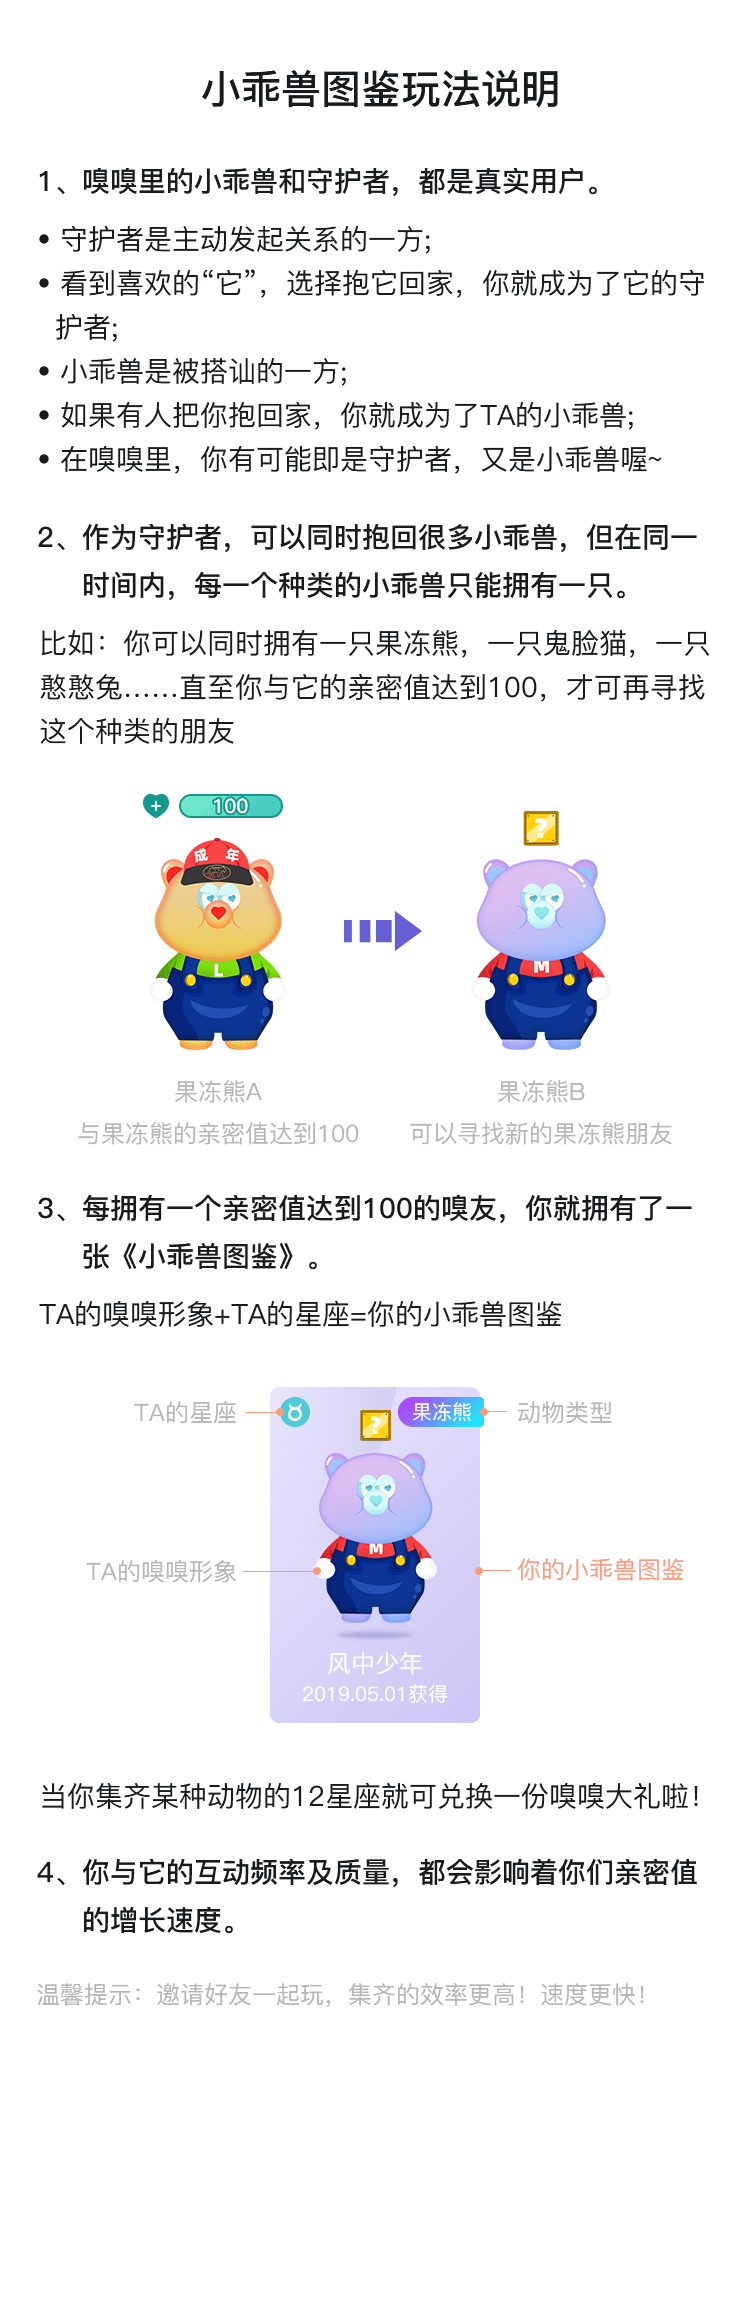 小乖兽图鉴玩法说明
1、嗅嗅里的小乖兽和守护者，都是真实用户。
• 守护者是主动发起关系的一方;
• 看到喜欢的“它”，选择抱它回家，你就成为了它的守
护者;
• 小乖兽是被搭讪的一方;
• 如果有人把你抱回家，你就成为了TA的小乖兽;
• 在嗅嗅里，你有可能即是守护者，又是小乖兽喔~
2、作为守护者，可以同时抱回很多小乖兽，但在同一
时间内，每一个种类的小乖兽只能拥有一只。
比如：你可以同时拥有一只果冻熊，一只鬼脸猫，一只
憨憨兔……直至你与它的亲密值达到100，才可再寻找
这个种类的朋友
100
?
成年
L
M
果冻熊A
果冻熊B
与果冻熊的亲密值达到100
可以寻找新的果冻熊朋友
3、每拥有一个亲密值达到100的嗅友，你就拥有了一
张《小乖兽图鉴》。
TA的嗅嗅形象+TA的星座=你的小乖兽图鉴
TA的星座
果冻熊
动物类型
?
M
TA的嗅嗅形象
你的小乖兽图鉴
风中少年
2019.05.01获得
当你集齐某种动物的12星座就可兑换一份嗅嗅大礼啦！
4、你与它的互动频率及质量，都会影响着你们亲密值
的增长速度。
温馨提示：邀请好友一起玩，集齐的效率更高！速度更快！